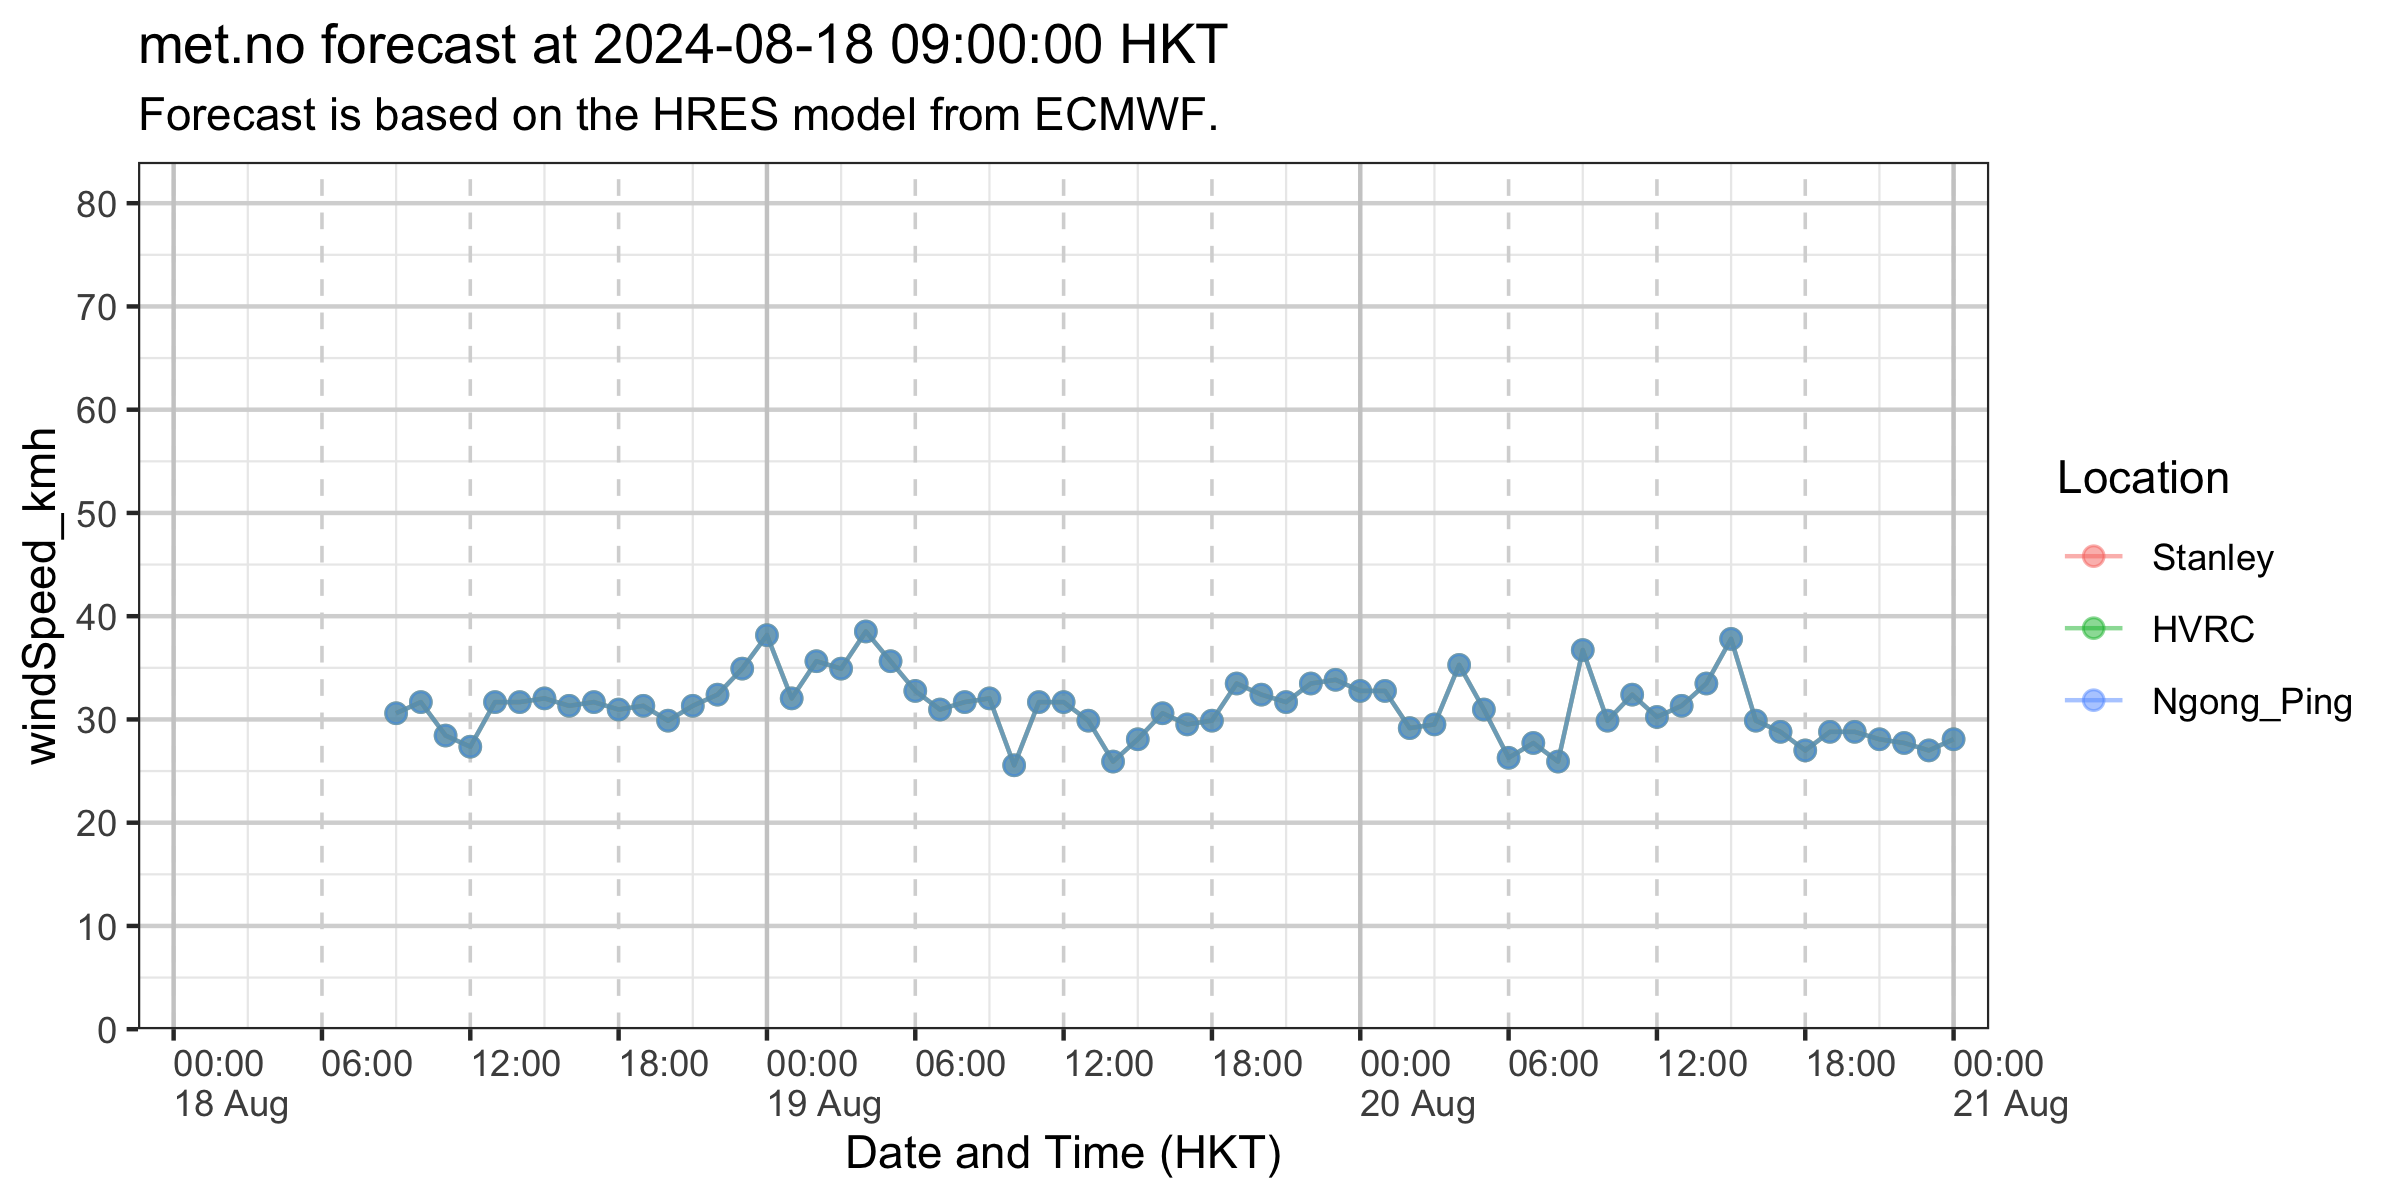 met.no forecast at 2024-08-18 09:00:00 HKT
Forecast is based on the HRES model from ECMWF.
windSpeed_kmh
80
70
60
50
40
30
20
10
0
00:00 06:00 12:00 18:00 00:00 06:00 12:00 18:00 00:00 06:00 12:00 18:00 00:00
18 Aug 19 Aug 20 Aug 21 Aug
Date and Time (HKT)
Location
Stanley
HVRC
Ngong_Ping